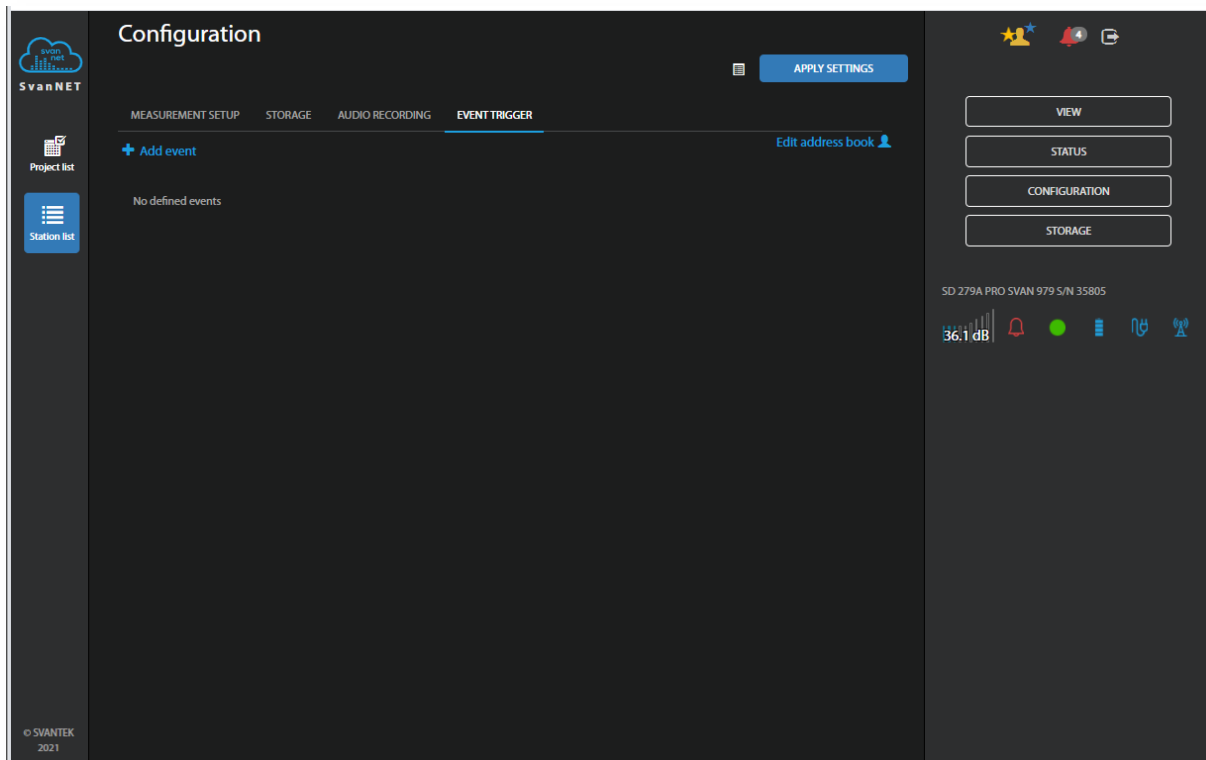 svan
net
SvanNET
Project list
Station list
© SVANTEK
2021
Configuration
APPLY SETTINGS
MEASUREMENT SETUP STORAGE AUDIO RECORDING EVENT TRIGGER
Add event
Edit address book
No defined events
4
VIEW
STATUS
CONFIGURATION
STORAGE
SD 279A PRO SVAN 979 S/N 35805
36.1 dB